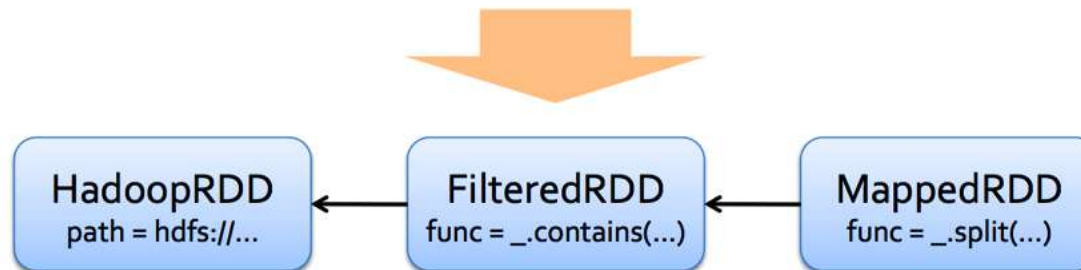 HadoopRDD
path = hdfs://...
FilteredRDD
func = _.contains(...)
MappedRDD
func = _.split(...)